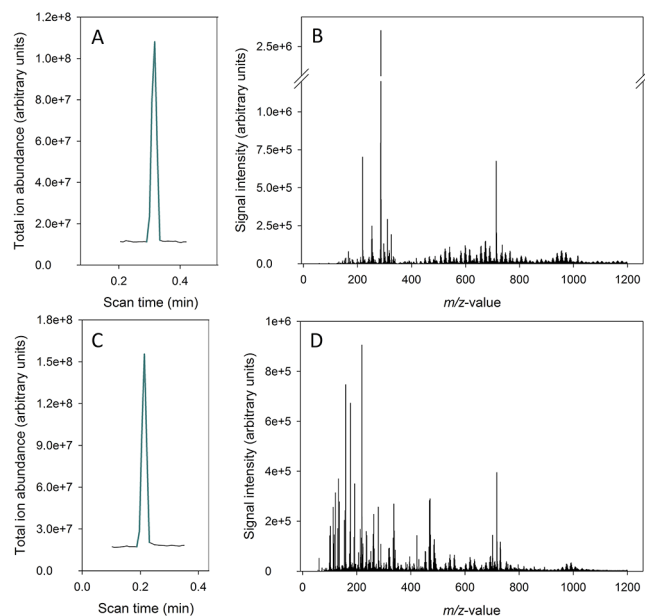 A
Total ion abundance (arbitrary units)
1.2e+8
1.0e+8
8.0e+7
6.0e+7
4.0e+7
2.0e+7
0.0
0.2 0.4
Scan time (min)
B
Signal intensity (arbitrary units)
2.5e+6
1.0e+6
7.5e+5
5.0e+5
2.5e+5
0.0
0 200 400 600 800 1000 1200
m/z-value
C
Total ion abundance (arbitrary units)
1.8e+8
1.5e+8
1.2e+8
9.0e+7
6.0e+7
3.0e+7
0.0
0.0 0.2 0.4
Scan time (min)
D
Signal intensity (arbitrary units)
1e+6
8e+5
6e+5
4e+5
2e+5
0
0 200 400 600 800 1000 1200
m/z-value